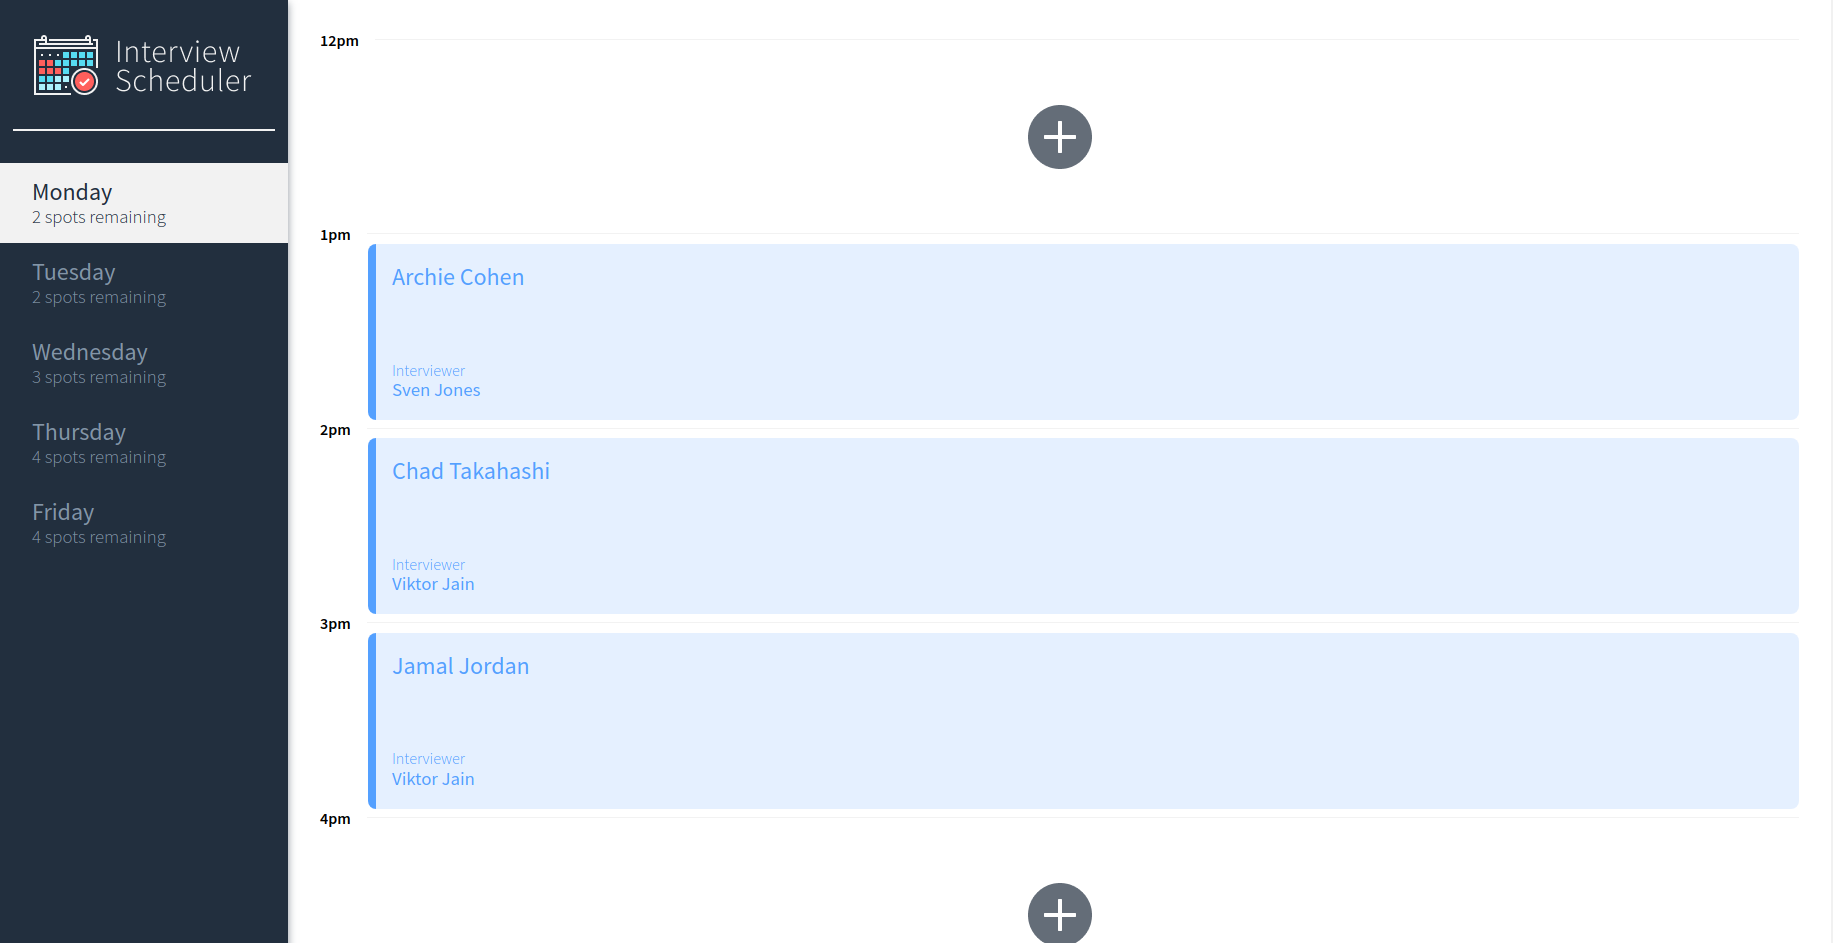 Interview
Scheduler
Monday
2 spots remaining
Tuesday
2 spots remaining
Wednesday
3 spots remaining
Thursday
4 spots remaining
Friday
4 spots remaining
12pm
1pm
Archie Cohen
Interviewer
Sven Jones
2pm
Chad Takahashi
Interviewer
Viktor Jain
3pm
Jamal Jordan
Interviewer
Viktor Jain
4pm